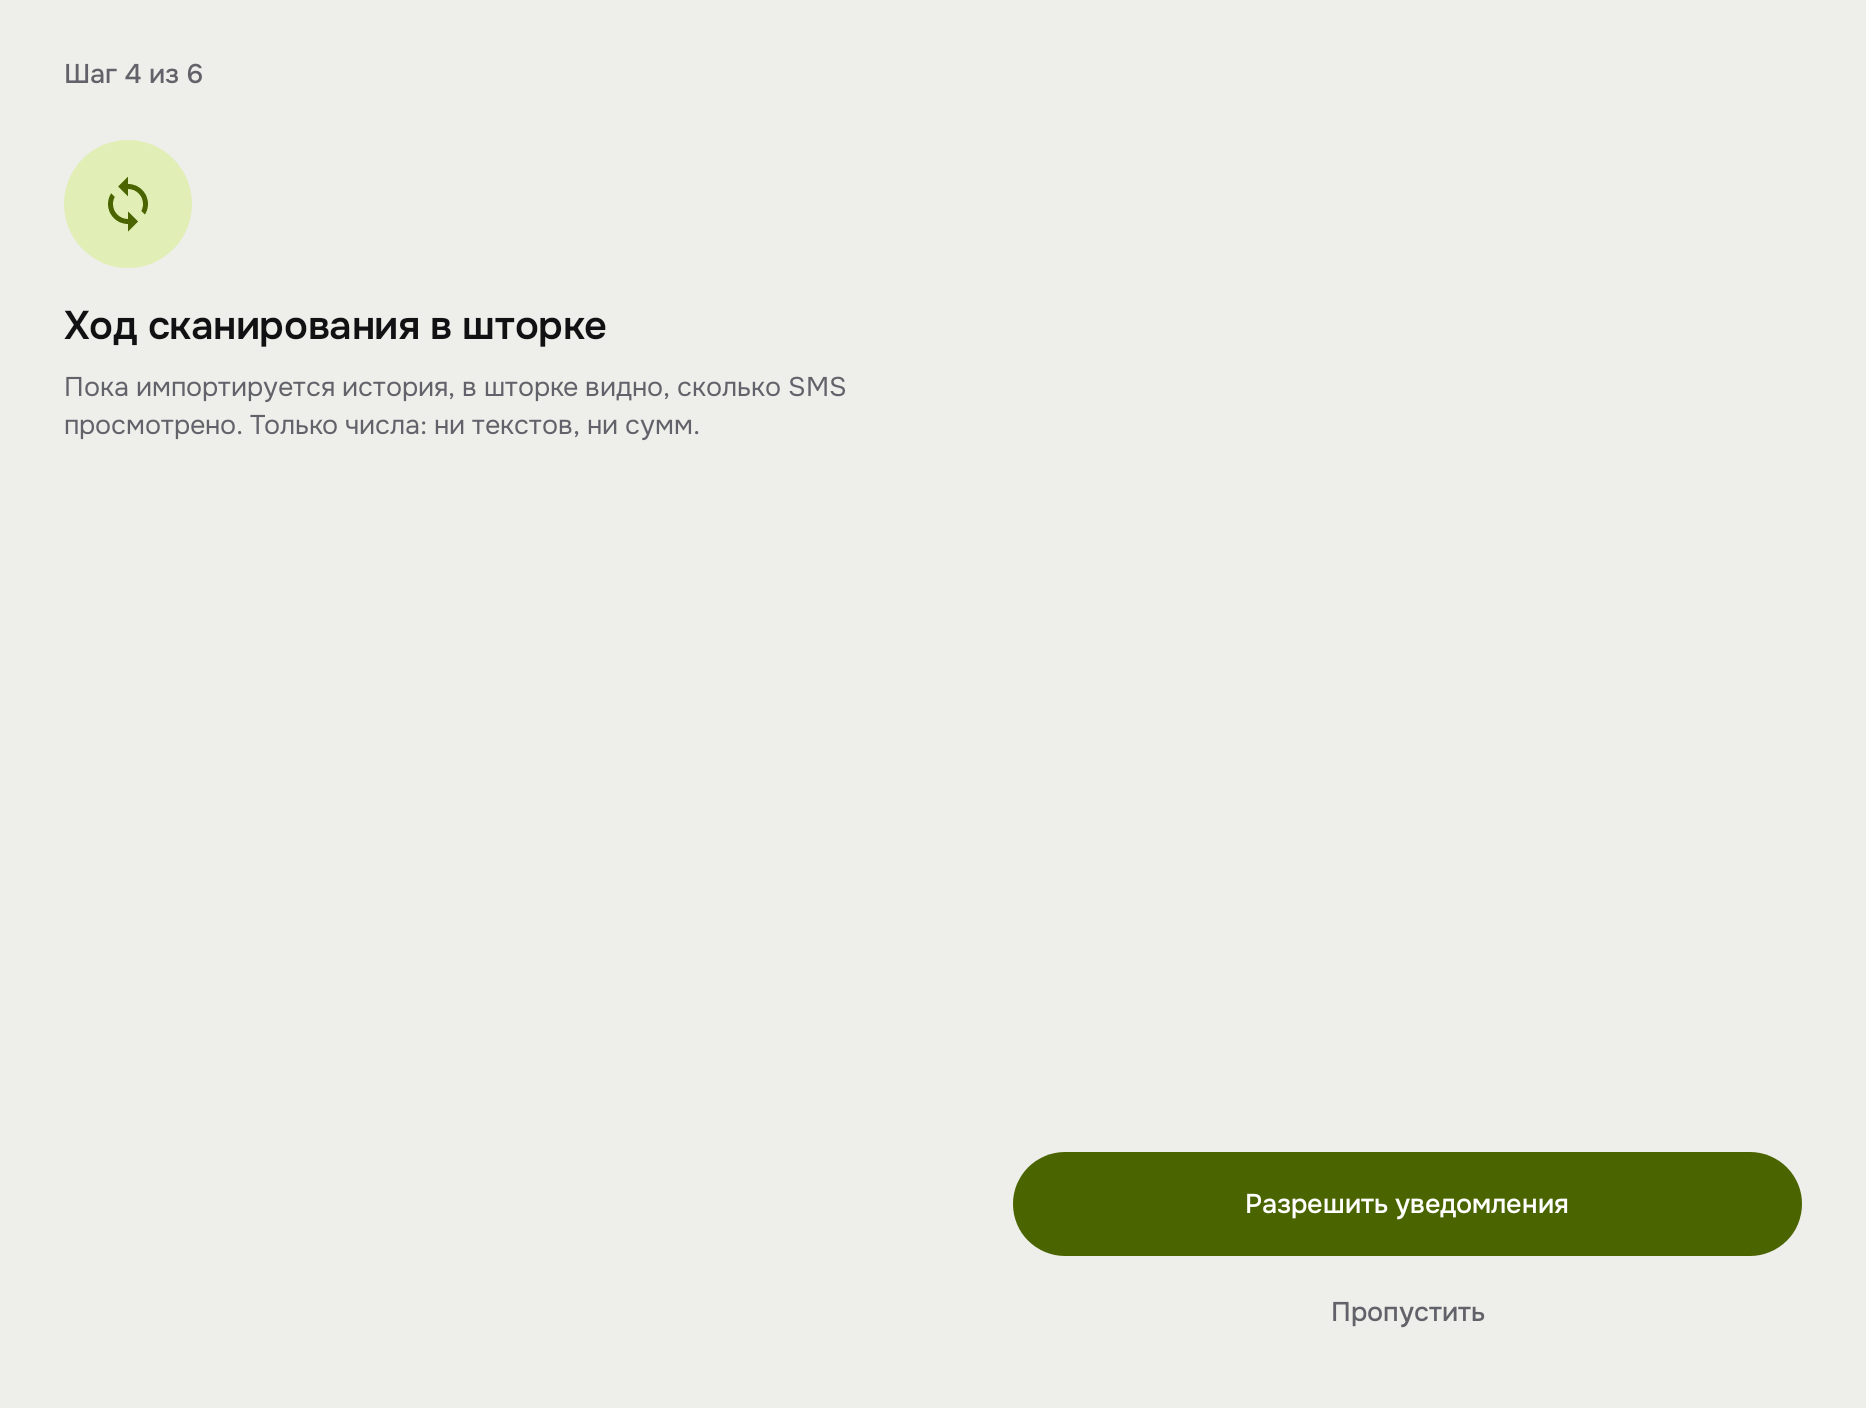 Шаг 4 из 6
Ход сканирования в шторке
Пока импортируется история, в шторке видно, сколько SMS
просмотрено. Только числа: ни текстов, ни сумм.
Разрешить уведомления
Пропустить